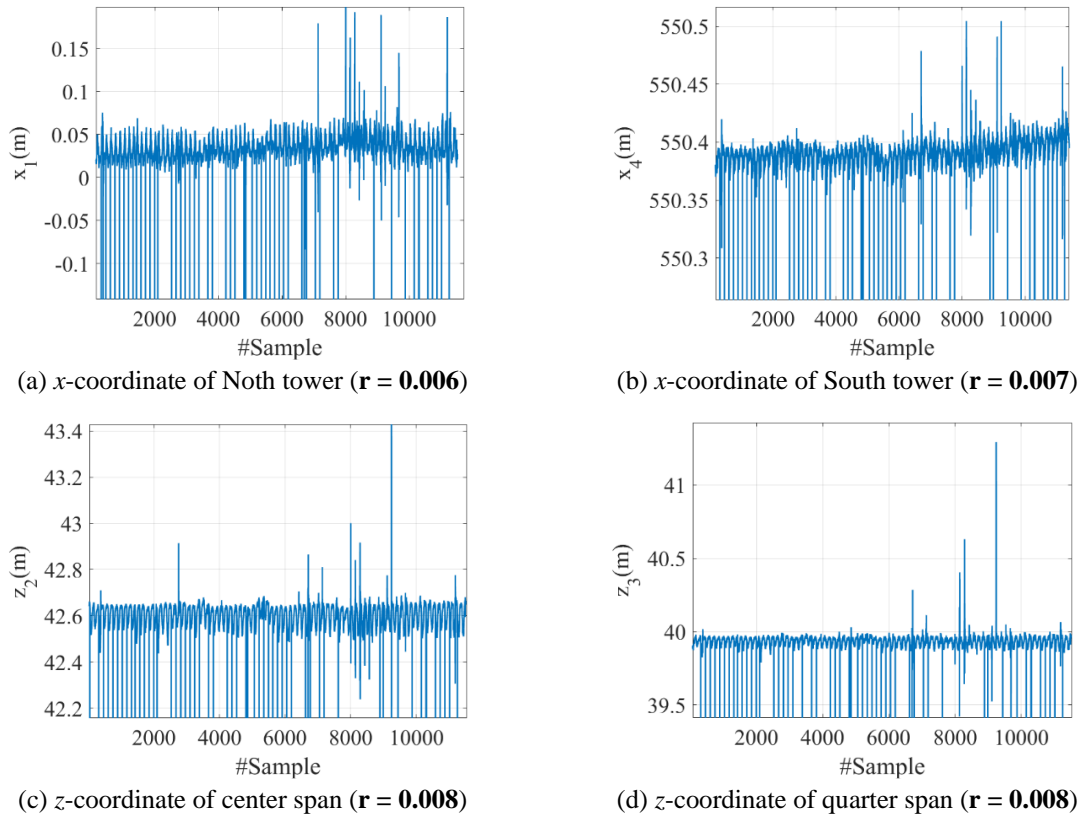 0.15
0.1
0.05
0
-0.05
-0.1
x_1(m)
2000 4000 6000 8000 10000
#Sample
(a) x-coordinate of Noth tower (r = 0.006)
550.5
550.45
550.4
550.35
550.3
x_4(m)
2000 4000 6000 8000 10000
#Sample
(b) x-coordinate of South tower (r = 0.007)
43.4
43.2
43
42.8
42.6
42.4
42.2
z_2(m)
2000 4000 6000 8000 10000
#Sample
(c) z-coordinate of center span (r = 0.008)
41
40.5
40
39.5
z_3(m)
2000 4000 6000 8000 10000
#Sample
(d) z-coordinate of quarter span (r = 0.008)